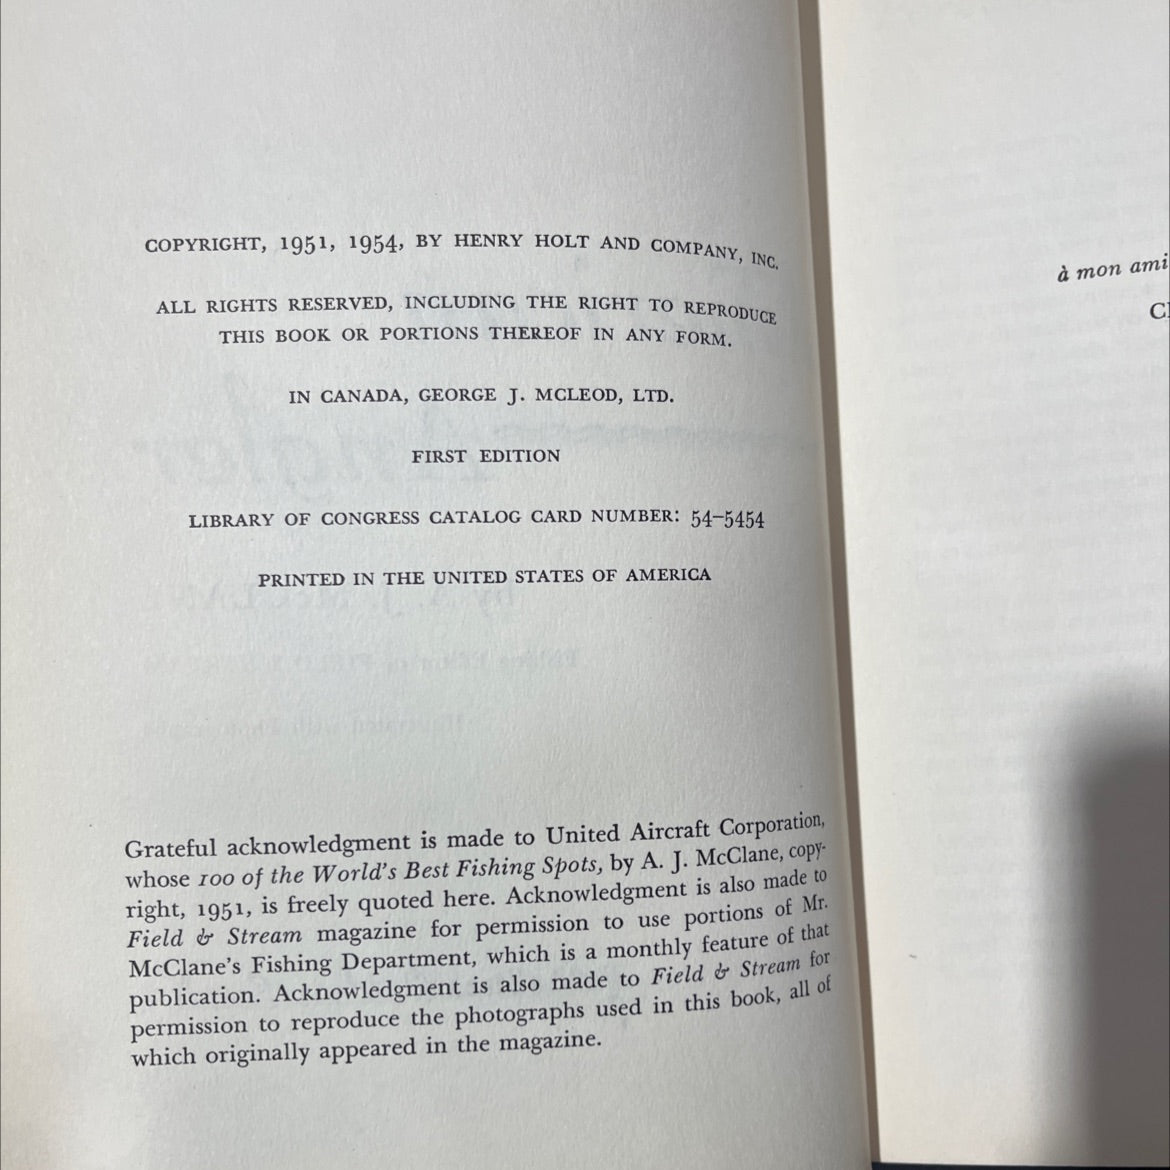 COPYRIGHT, 1951, 1954, BY HENRY HOLT AND COMPANY, INC.
ALL RIGHTS RESERVED, INCLUDING THE RIGHT TO REPRODUCE
THIS BOOK OR PORTIONS THEREOF IN ANY FORM.
IN CANADA, GEORGE J. MCLEOD, LTD.
FIRST EDITION
LIBRARY OF CONGRESS CATALOG CARD NUMBER: 54–5454
PRINTED IN THE UNITED STATES OF AMERICA
Grateful acknowledgment is made to United Aircraft Corporation,
whose 100 of the World's Best Fishing Spots, by A. J. McClane, copy-
right, 1951, is freely quoted here. Acknowledgment is also made to
Field & Stream magazine for permission to use portions of Mr.
McClane's Fishing Department, which is a monthly feature of that
publication. Acknowledgment is also made to Field & Stream for
permission to reproduce the photographs used in this book, all of
which originally appeared in the magazine.
à mon ami